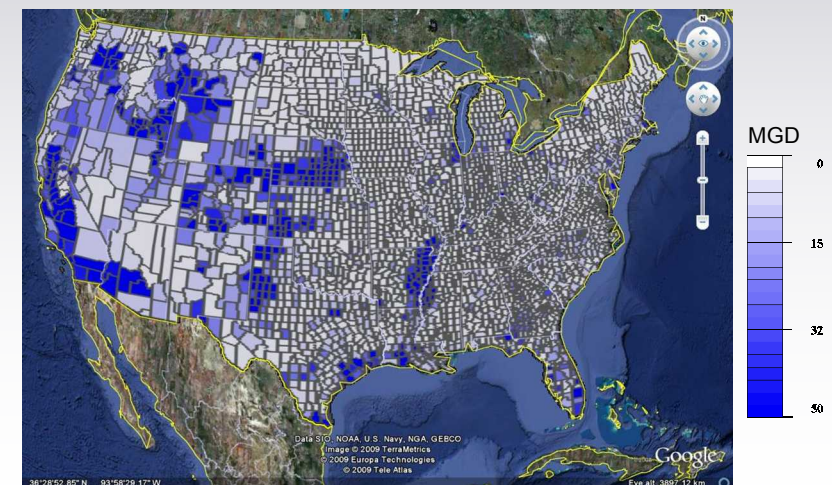 N
MGD
0
15
32
50
Data SIO, NOAA, U.S. Navy, NGA, GEBCO
Image © 2009 TerraMetrics
© 2009 Europa Technologies
© 2009 Tele Atlas
Google
36°28'52.85" N 93°58'29.17" W
Eye alt 3897.12 km